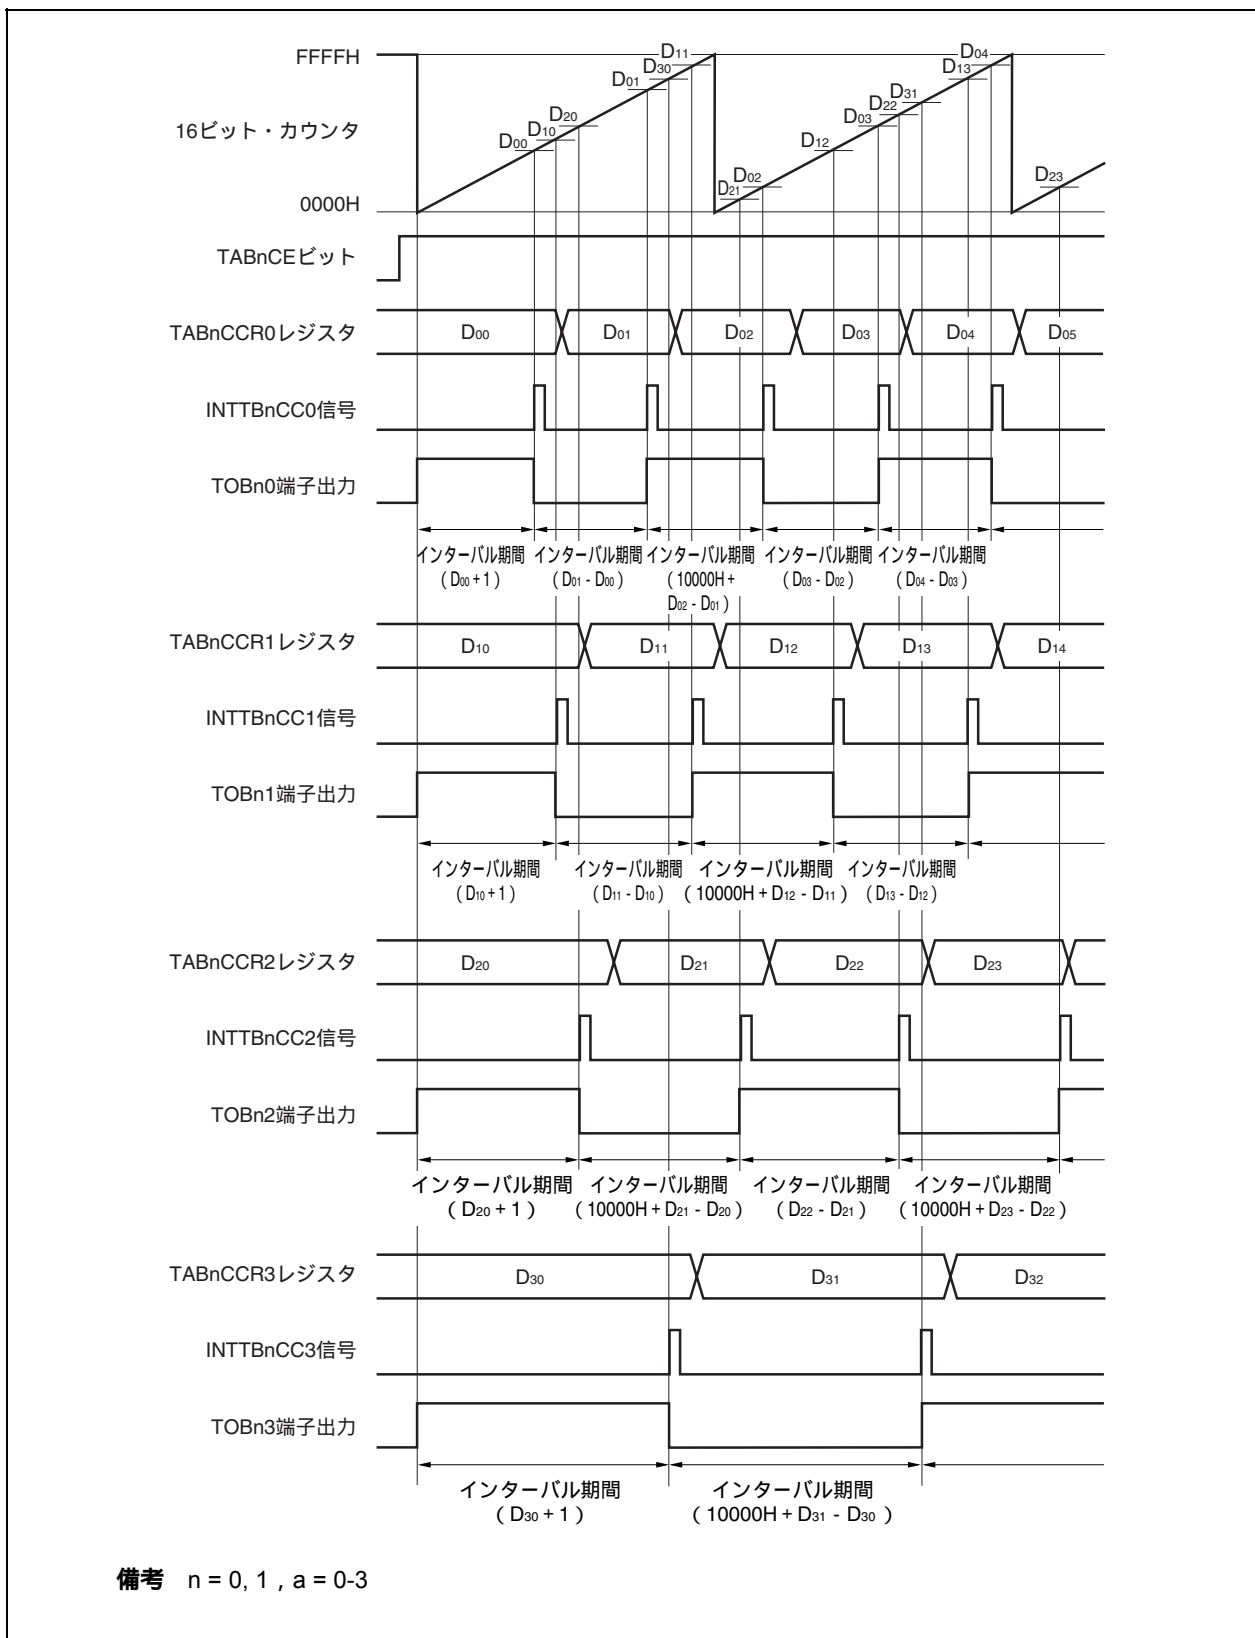 FFFFH
16ビット・カウンタ
0000H
D00 D10 D20 D01 D30 D11
D21 D02 D12 D03 D22 D31 D13 D04
D23
TABnCEビット
TABnCCR0レジスタ D00 D01 D02 D03 D04 D05
INTTBnCC0信号
TOBn0端子出力
インターバル期間 インターバル期間 インターバル期間 インターバル期間 インターバル期間
( D00 + 1 ) ( D01 - D00 ) ( 10000H + ( D03 - D02 ) ( D04 - D03 )
D02 - D01 )
TABnCCR1レジスタ D10 D11 D12 D13 D14
INTTBnCC1信号
TOBn1端子出力
インターバル期間 インターバル期間 インターバル期間 インターバル期間
( D10 + 1 ) ( D11 - D10 ) ( 10000H + D12 - D11 ) ( D13 - D12 )
TABnCCR2レジスタ D20 D21 D22 D23
INTTBnCC2信号
TOBn2端子出力
インターバル期間 インターバル期間 インターバル期間 インターバル期間
( D20 + 1 ) ( 10000H + D21 - D20 ) ( D22 - D21 ) ( 10000H + D23 - D22 )
TABnCCR3レジスタ D30 D31 D32
INTTBnCC3信号
TOBn3端子出力
インターバル期間 インターバル期間
( D30 + 1 ) ( 10000H + D31 - D30 )
備考 n = 0, 1 , a = 0-3